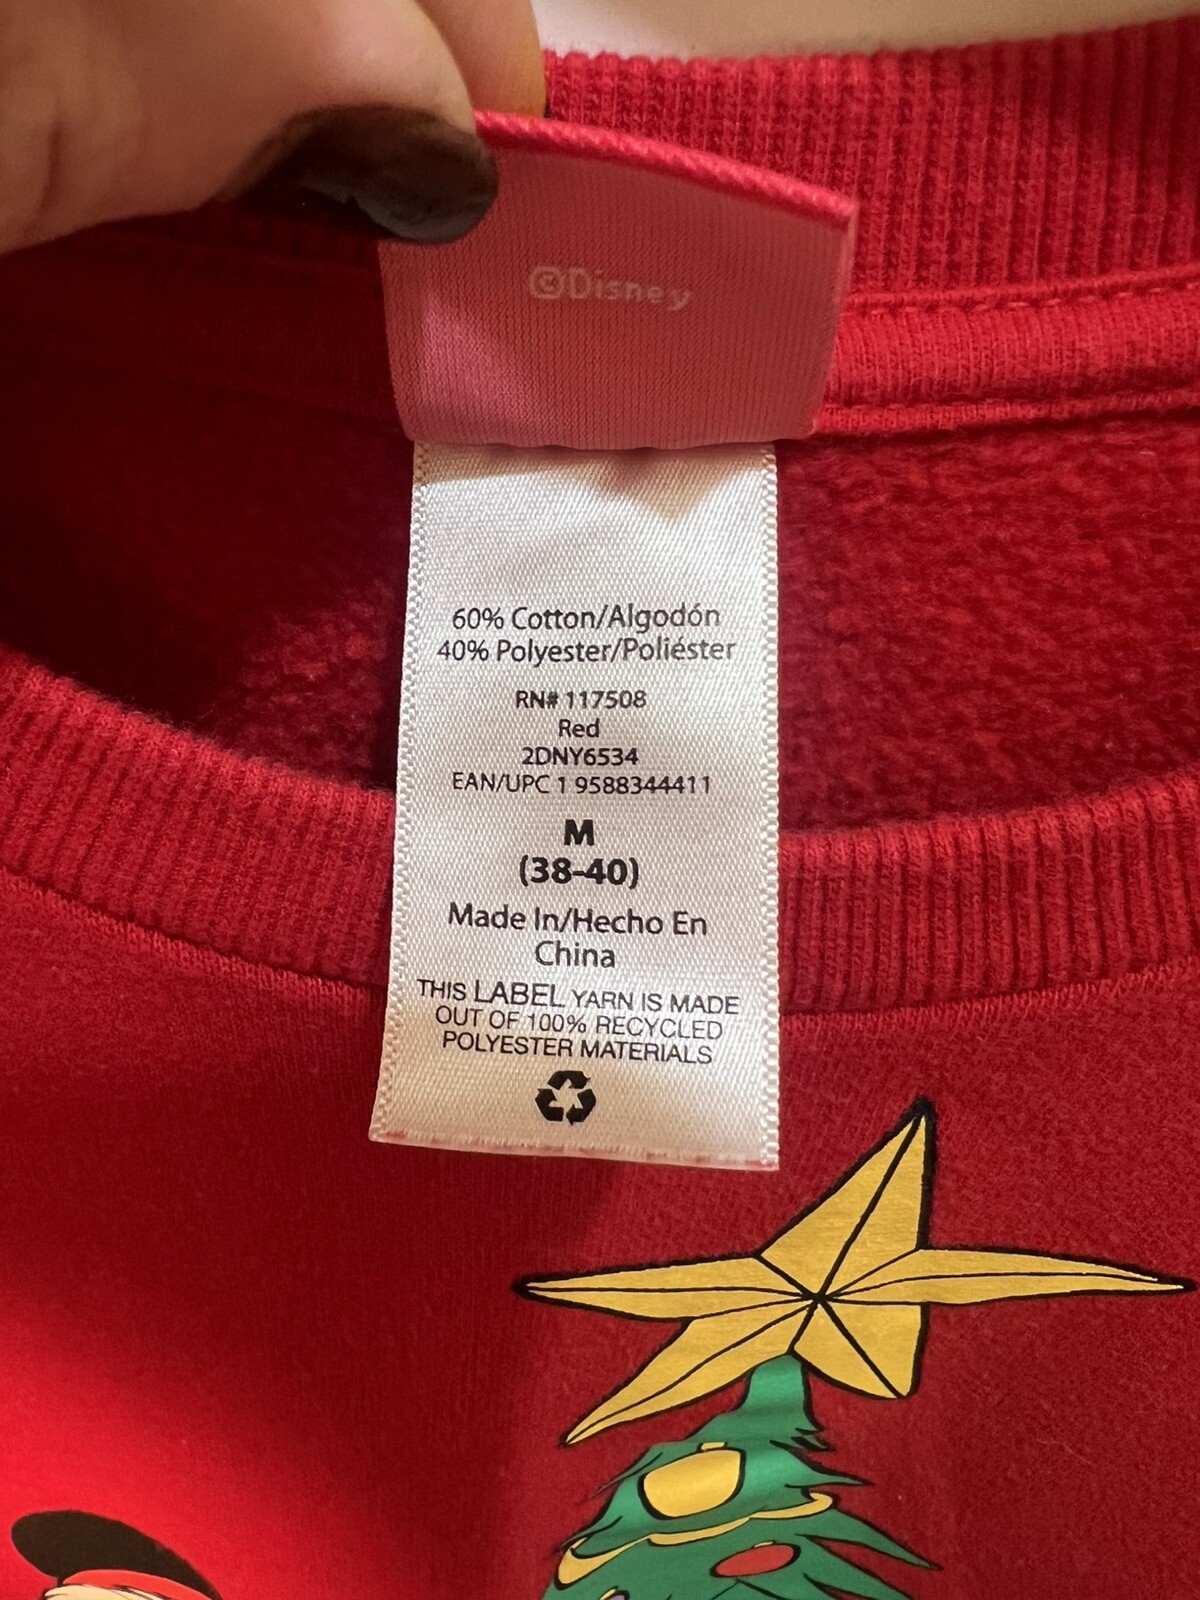 ©Disney
60% Cotton/Algodón
40% Polyester/Poliéster
RN# 117508
Red
2DNY6534
EAN/UPC 1 9588344411
M
(38-40)
Made In/Hecho En
China
THIS LABEL YARN IS MADE
OUT OF 100% RECYCLED
POLYESTER MATERIALS